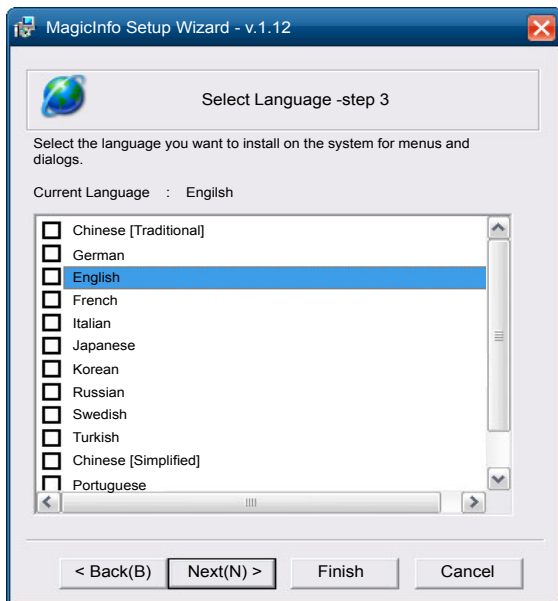 MagicInfo Setup Wizard - v.1.12
Select Language -step 3
Select the language you want to install on the system for menus and
dialogs.
Current Language : Engilsh
Chinese [Traditional]
German
English
French
Italian
Japanese
Korean
Russian
Swedish
Turkish
Chinese [Simplified]
Portuguese
< Back(B) Next(N) > Finish Cancel